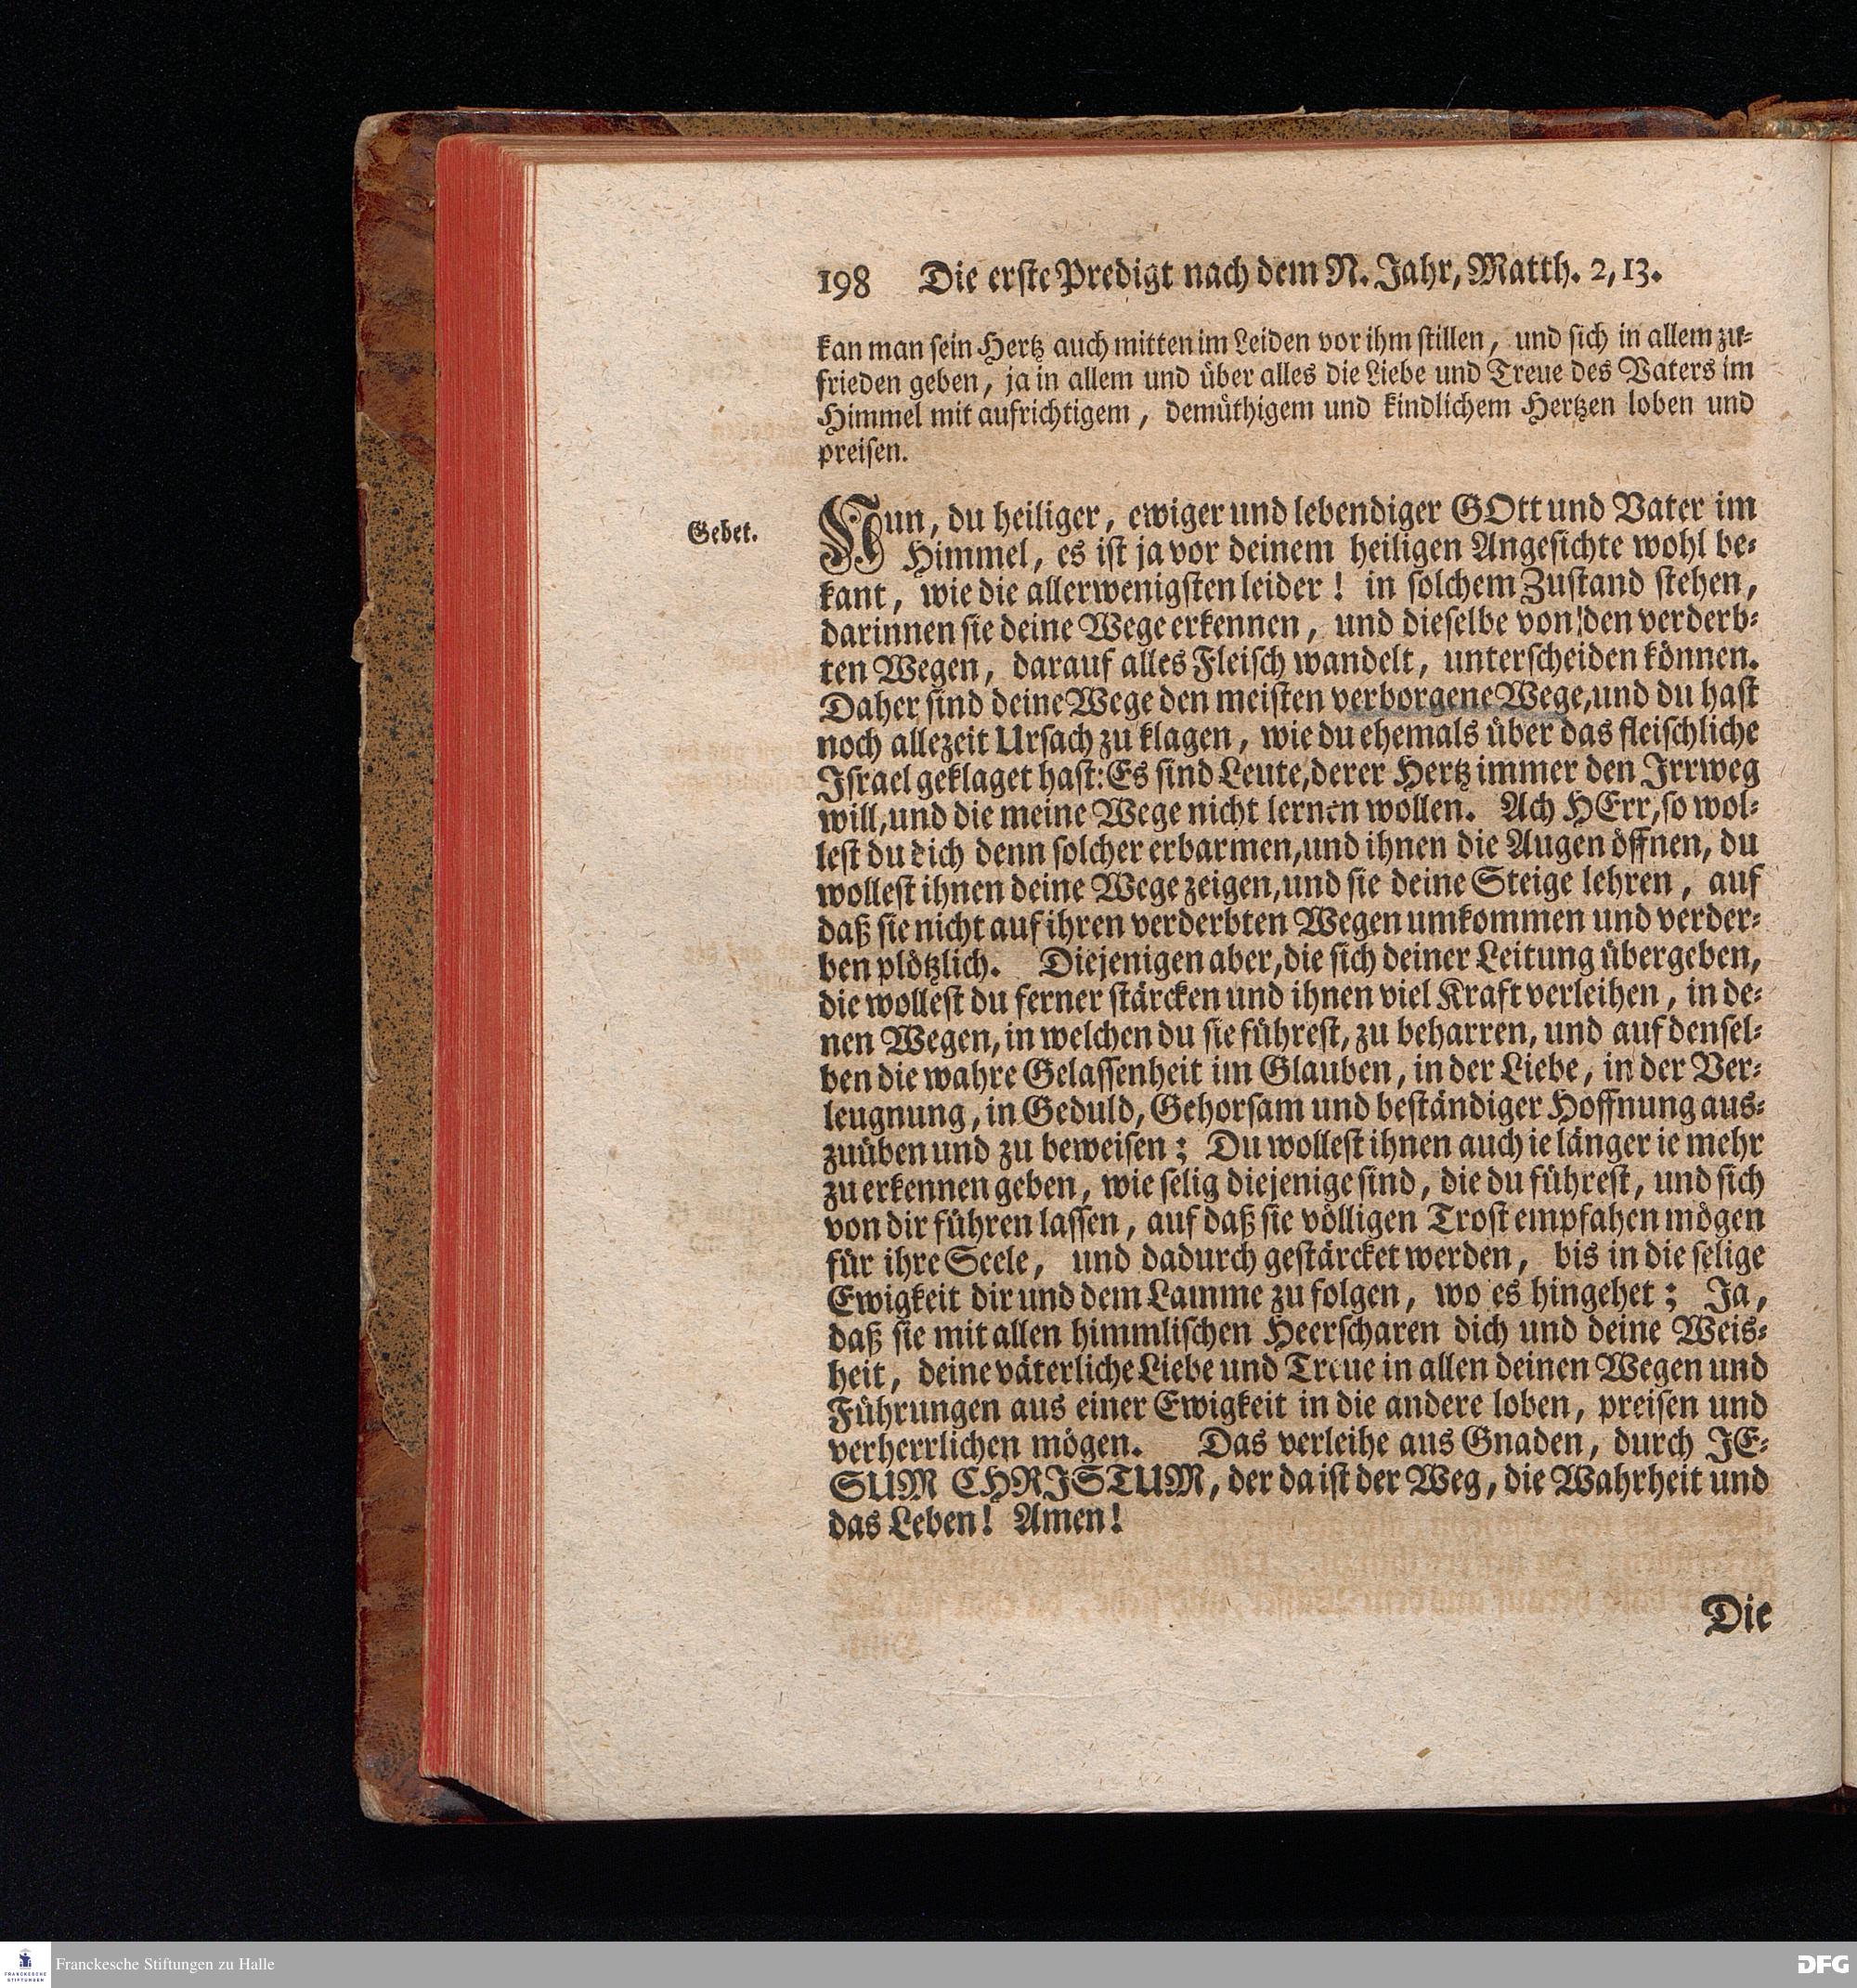 198 Die erste Predigt nach dem N. Jahr, Matth. 2, 13.
kan man sein Hertz auch mitten im Leiden vor ihm stillen, und sich in allem zu-
frieden geben, ja in allem und über alles die Liebe und Treue des Vaters im
Himmel mit aufrichtigem, demüthigem und kindlichem Hertzen loben und
preisen.
Gebet.
Nun, du heiliger, ewiger und lebendiger GOtt und Vater im
Himmel, es ist ja vor deinem heiligen Angesichte wohl be-
kant, wie die allerwenigsten leider! in solchem Zustand stehen,
darinnen sie deine Wege erkennen, und dieselbe von den verderb-
ten Wegen, darauf alles Fleisch wandelt, unterscheiden können.
Daher sind deine Wege den meisten verborgene Wege, und du hast
noch allezeit Ursach zu klagen, wie du ehemals über das fleischliche
Israel geklaget hast: Es sind Leute, derer Hertz immer den Irrweg
will, und die meine Wege nicht lernen wollen. Ach HErr, so wol-
lest du dich denn solcher erbarmen, und ihnen die Augen öffnen, du
wollest ihnen deine Wege zeigen, und sie deine Steige lehren, auf
daß sie nicht auf ihren verderbten Wegen umkommen und verder-
ben plötzlich. Diejenigen aber, die sich deiner Leitung übergeben,
die wollest du ferner stärcken und ihnen viel Kraft verleihen, in de-
nen Wegen, in welchen du sie führest, zu beharren, und auf densel-
ben die wahre Gelassenheit im Glauben, in der Liebe, in der Ver-
leugnung, in Geduld, Gehorsam und beständiger Hoffnung aus-
zuüben und zu beweisen; Du wollest ihnen auch ie länger ie mehr
zu erkennen geben, wie selig diejenige sind, die du führest, und sich
von dir führen lassen, auf daß sie völligen Trost empfahen mögen
für ihre Seele, und dadurch gestärcket werden, bis in die selige
Ewigkeit dir und dem Lamme zu folgen, wo es hingehet; Ja,
daß sie mit allen himmlischen Heerscharen dich und deine Weis-
heit, deine väterliche Liebe und Treue in allen deinen Wegen und
Führungen aus einer Ewigkeit in die andere loben, preisen und
verherrlichen mögen. Das verleihe aus Gnaden, durch JE-
SUM CHRISTUM, der da ist der Weg, die Wahrheit und
das Leben! Amen!
Die
FRANCKESCHE
STIFTUNGEN
Franckesche Stiftungen zu Halle
DFG